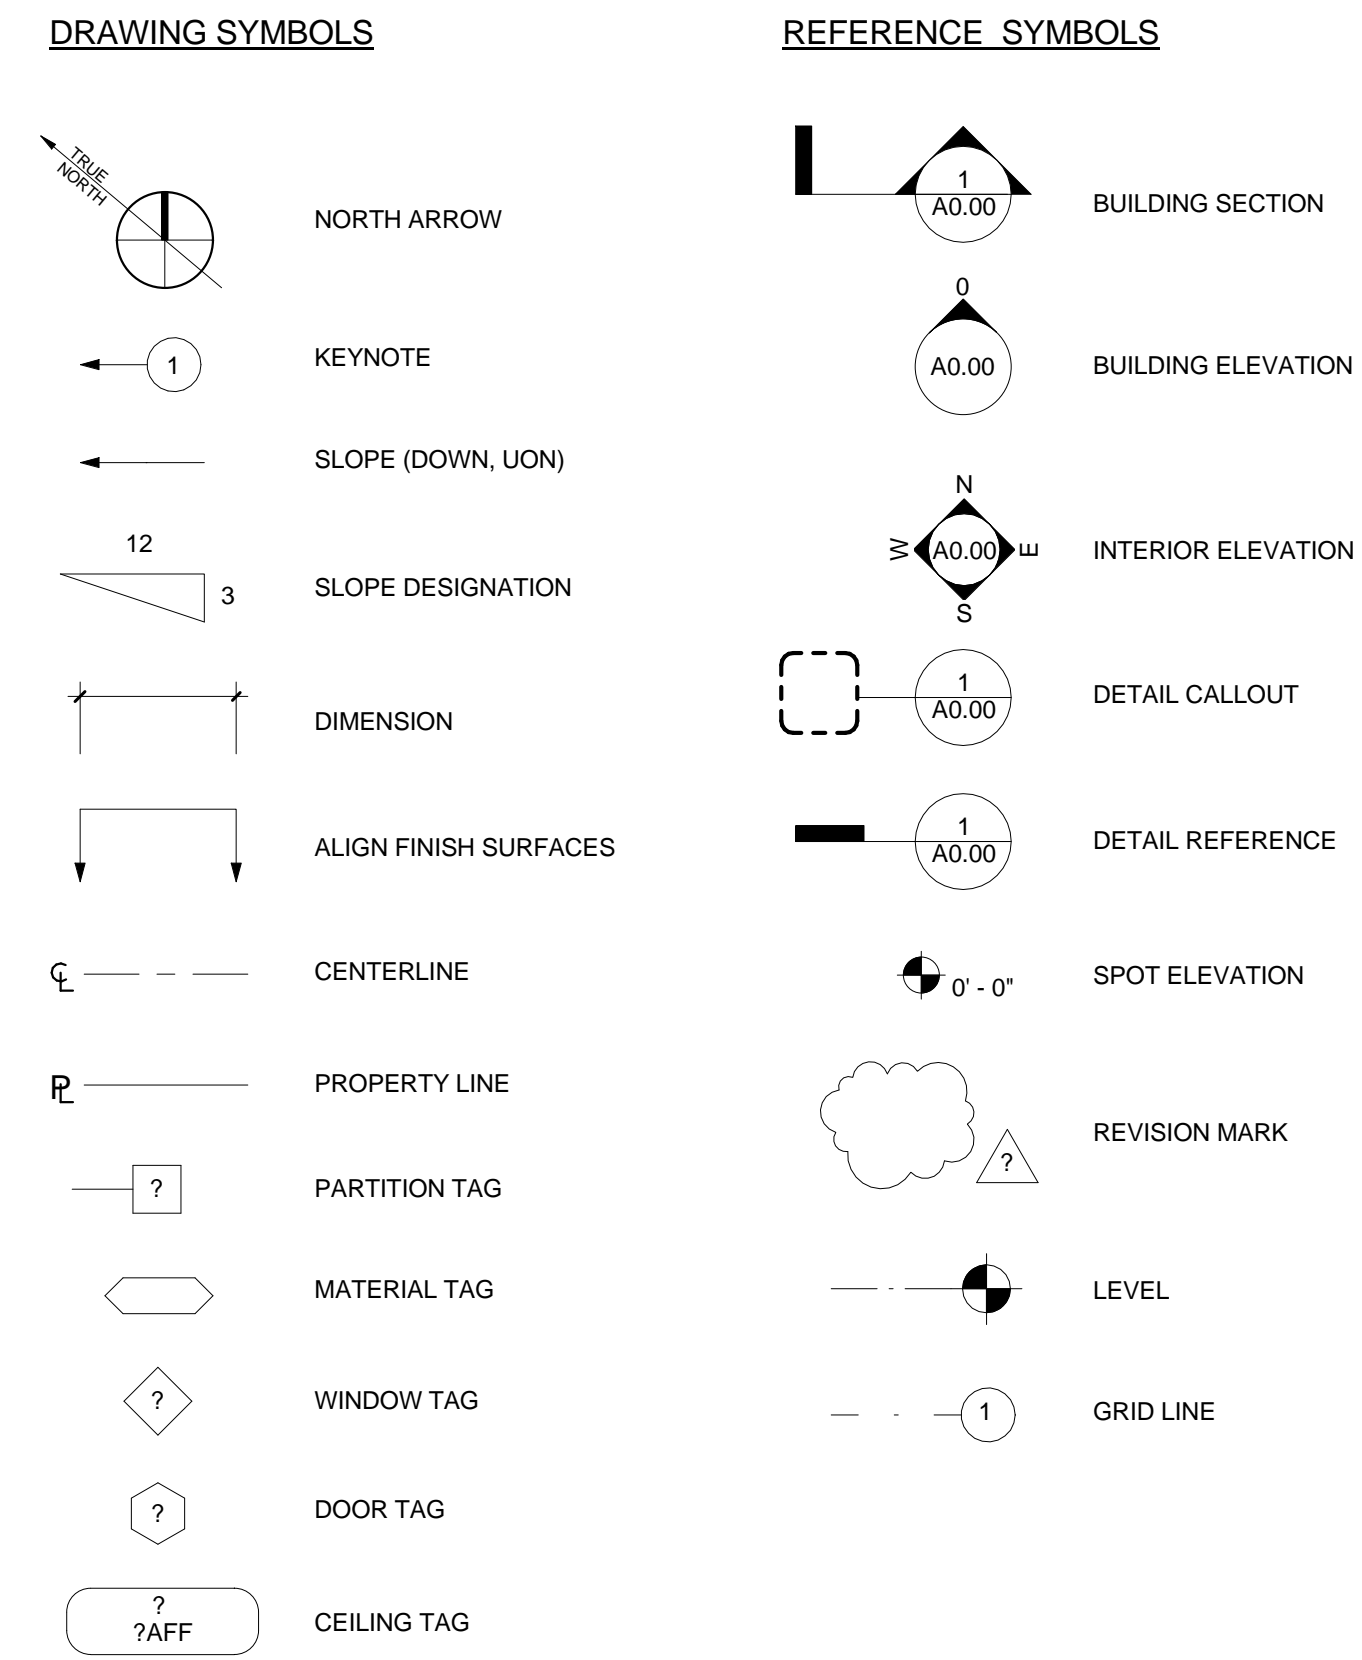 DRAWING SYMBOLS
TRUE
NORTH
NORTH ARROW
1
KEYNOTE
SLOPE (DOWN, UON)
12
3
SLOPE DESIGNATION
DIMENSION
ALIGN FINISH SURFACES
CL
CENTERLINE
PL
PROPERTY LINE
?
PARTITION TAG
MATERIAL TAG
?
WINDOW TAG
?
DOOR TAG
?
?AFF
CEILING TAG
REFERENCE SYMBOLS
1
A0.00
BUILDING SECTION
0
A0.00
BUILDING ELEVATION
N
W
A0.00
E
S
INTERIOR ELEVATION
1
A0.00
DETAIL CALLOUT
1
A0.00
DETAIL REFERENCE
0' - 0"
SPOT ELEVATION
?
REVISION MARK
LEVEL
1
GRID LINE